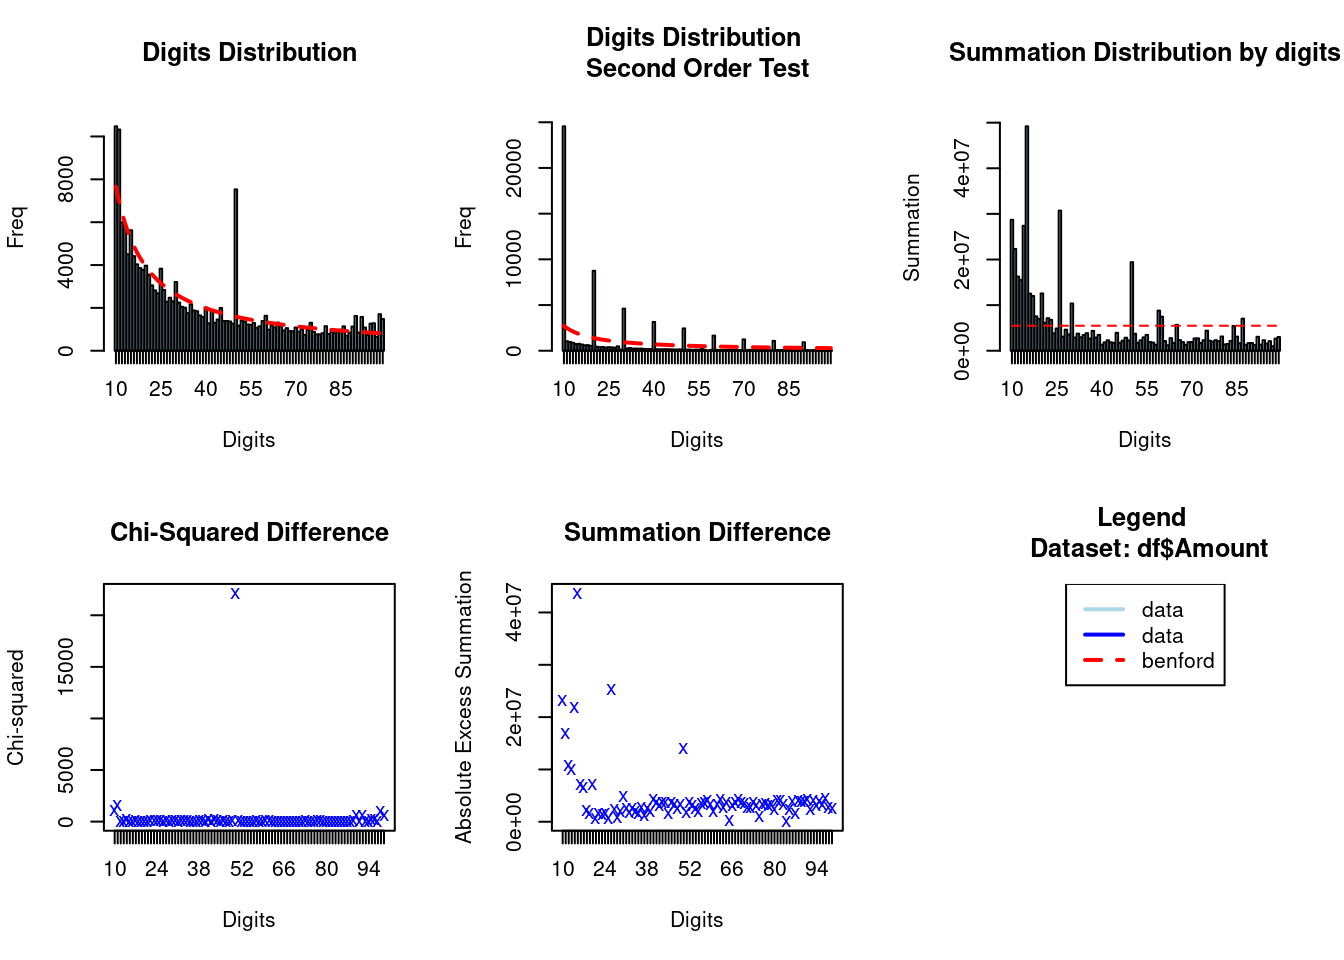 Digits Distribution
Freq
0
4000
8000
10 25 40 55 70 85
Digits
Digits Distribution
Second Order Test
Freq
0
10000
20000
10 25 40 55 70 85
Digits
Summation Distribution by digits
Summation
0e+00
2e+07
4e+07
10 25 40 55 70 85
Digits
Chi-Squared Difference
Chi-squared
0
5000
15000
10 24 38 52 66 80 94
Digits
Summation Difference
Absolute Excess Summation
0e+00
2e+07
4e+07
10 24 38 52 66 80 94
Digits
Legend
Dataset: df$Amount
data
data
benford